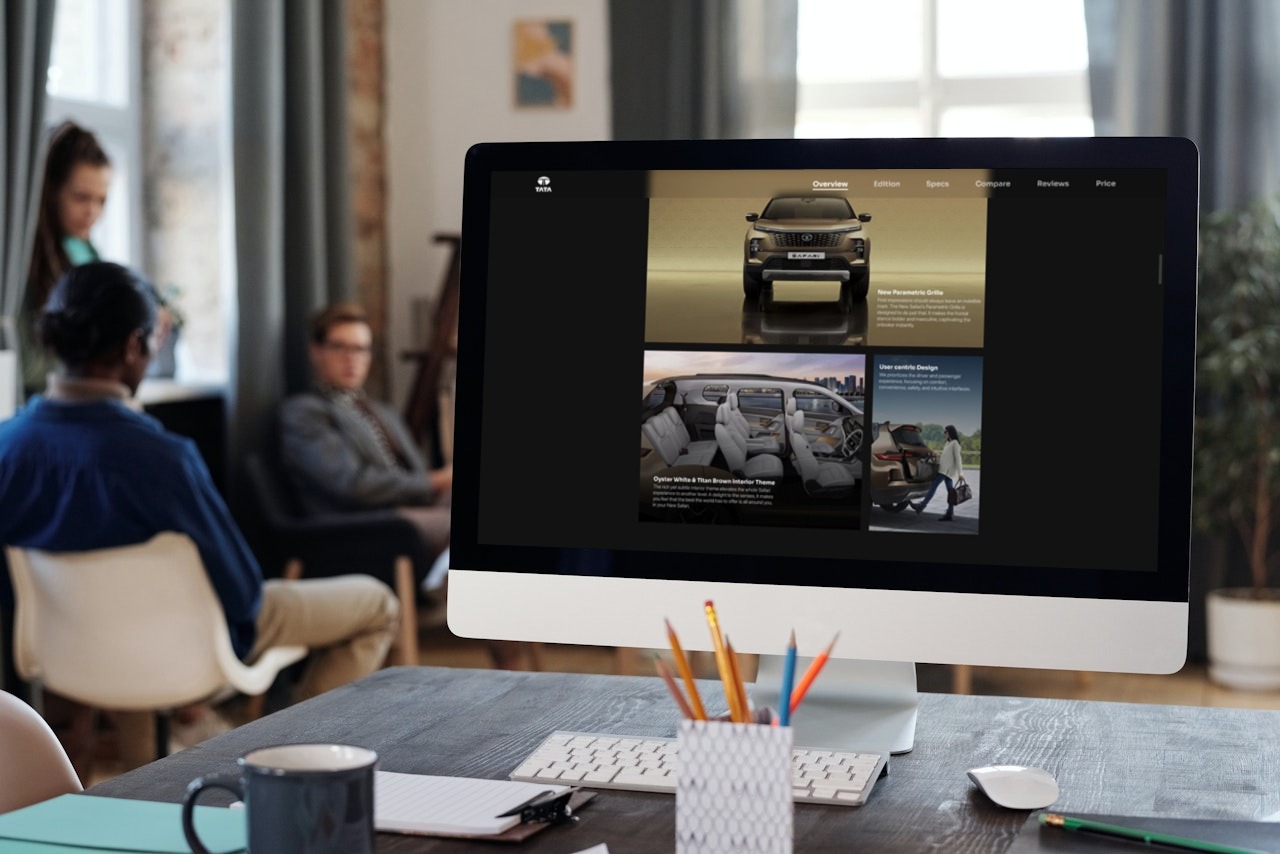 TATA
Overview Edition Specs Compare Reviews Price
SAFARI
New Parametric Grille
First impressions should always leave an indelible
mark. The New Safari's Parametric Grille is
designed to do just that. It makes the frontal
stance bolder and masculine, captivating the
onlooker instantly.
Oyster White & Titan Brown Interior Theme
The rich yet subtle interior theme elevates the whole Safari
experience to another level. A delight to the senses, it makes
you feel that the best the world has to offer is all around you,
in your New Safari.
User centric Design
We prioritizes the driver and passenger
experience, focusing on comfort,
convenience, safety and intuitive interfaces.